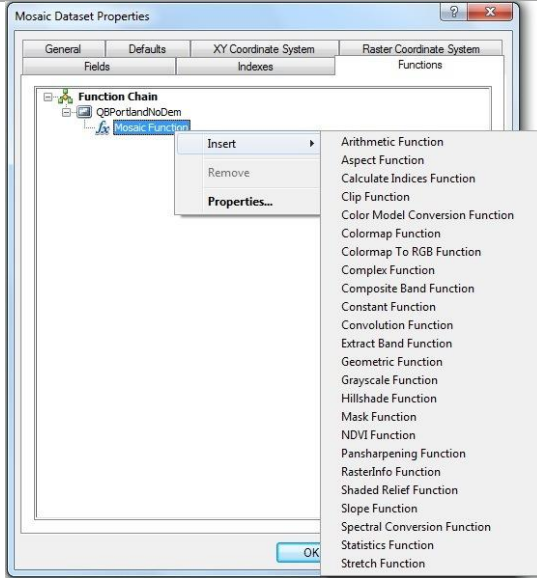 Mosaic Dataset Properties
General
Defaults
XY Coordinate System
Raster Coordinate System
Fields
Indexes
Functions
Function Chain
QBPortlandNoDem
Mosaic Function
Insert
Remove
Properties...
Arithmetic Function
Aspect Function
Calculate Indices Function
Clip Function
Color Model Conversion Function
Colormap Function
Colormap To RGB Function
Complex Function
Composite Band Function
Constant Function
Convolution Function
Extract Band Function
Geometric Function
Grayscale Function
Hillshade Function
Mask Function
NDVI Function
Pansharpening Function
RasterInfo Function
Shaded Relief Function
Slope Function
Spectral Conversion Function
Statistics Function
Stretch Function
OK